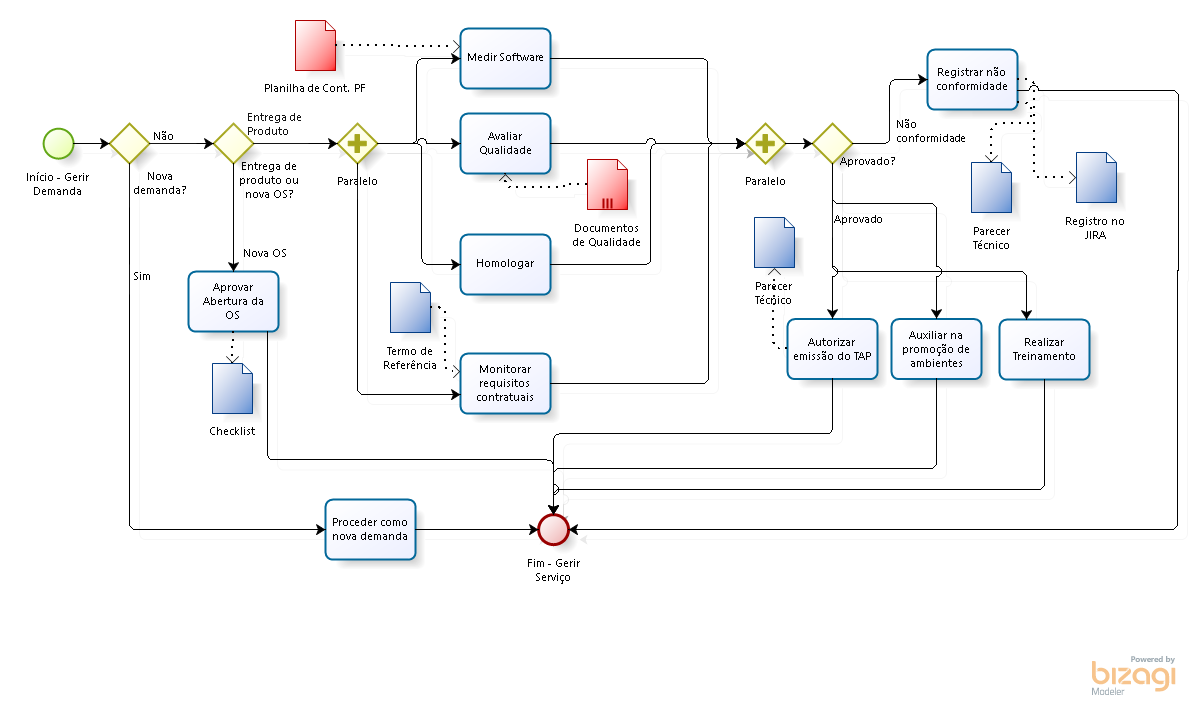 Planilha de Cont. PF
Medir Software
Registrar não
conformidade
Entrega de
Produto
Não
Avaliar
Qualidade
Não
conformidade
Início - Gerir
Demanda
Nova
demanda?
Entrega de
produto ou
nova OS?
Paralelo
Paralelo
Aprovado?
Documentos
de Qualidade
Parecer
Técnico
Registro no
JIRA
Aprovado
Nova OS
Homologar
Sim
Aprovar
Abertura da
OS
Parecer
Técnico
Termo de
Referência
Autorizar
emissão do TAP
Auxiliar na
promoção de
ambientes
Realizar
Treinamento
Monitorar
requisitos
contratuais
Checklist
Proceder como
nova demanda
Fim - Gerir
Serviço
Powered by
bizagi
Modeler